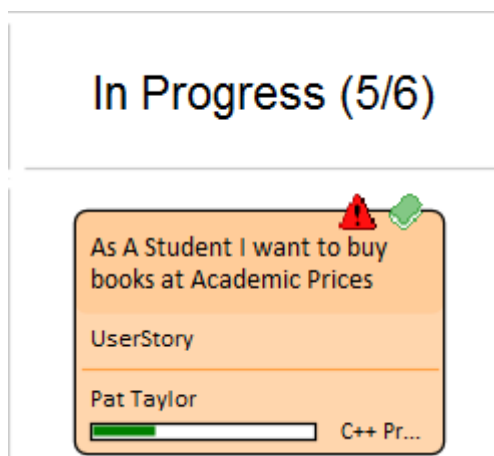 In Progress (5/6)
As A Student I want to buy
books at Academic Prices
UserStory
Pat Taylor
C++ Pr...